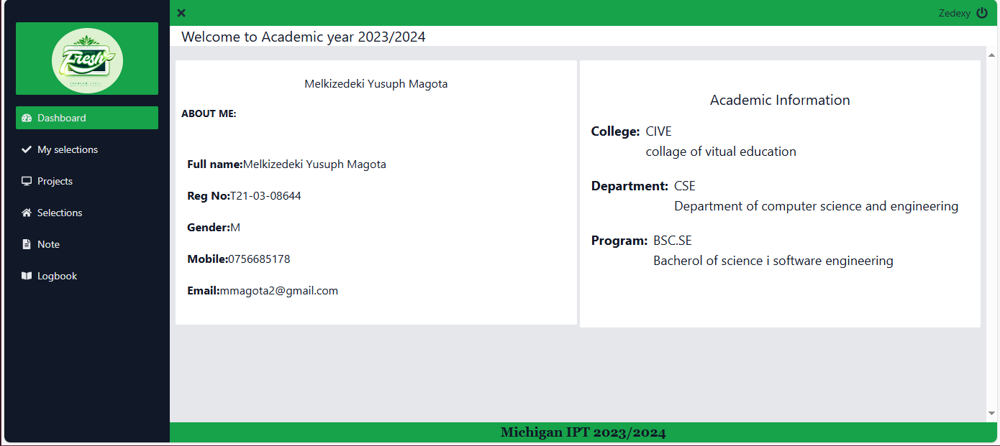 Zedexy
Welcome to Academic year 2023/2024
Fresh
PREMIUM LABEL
Dashboard
My selections
Projects
Selections
Note
Logbook
Melkizedeki Yusuph Magota
ABOUT ME:
Full name:Melkizedeki Yusuph Magota
Reg No:T21-03-08644
Gender:M
Mobile:0756685178
Email:mmagota2@gmail.com
Academic Information
College: CIVE
collage of vitual education
Department: CSE
Department of computer science and engineering
Program: BSC.SE
Bacherol of science i software engineering
Michigan IPT 2023/2024